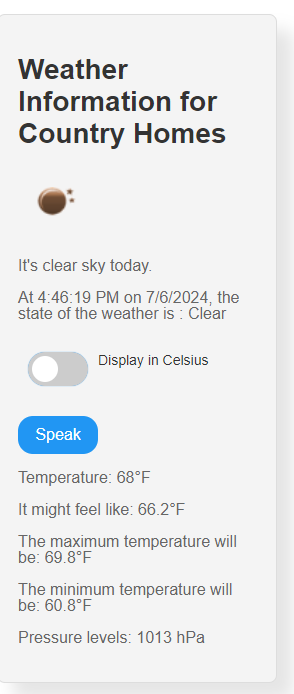 Weather
Information for
Country Homes
It's clear sky today.
At 4:46:19 PM on 7/6/2024, the
state of the weather is : Clear
Display in Celsius
Speak
Temperature: 68°F
It might feel like: 66.2°F
The maximum temperature will
be: 69.8°F
The minimum temperature will
be: 60.8°F
Pressure levels: 1013 hPa